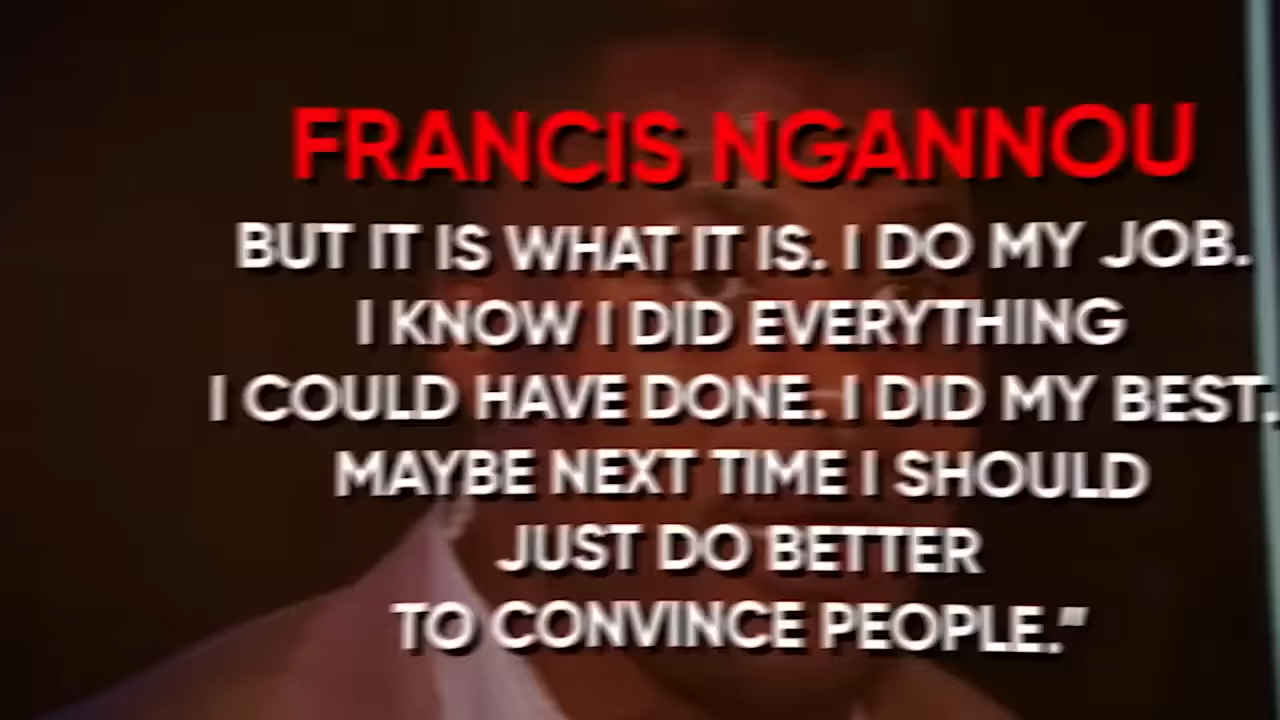 FRANCIS NGANNOU
BUT IT IS WHAT IT IS. I DO MY JOB.
I KNOW I DID EVERYTHING
I COULD HAVE DONE. I DID MY BEST.
MAYBE NEXT TIME I SHOULD
JUST DO BETTER
TO CONVINCE PEOPLE.”